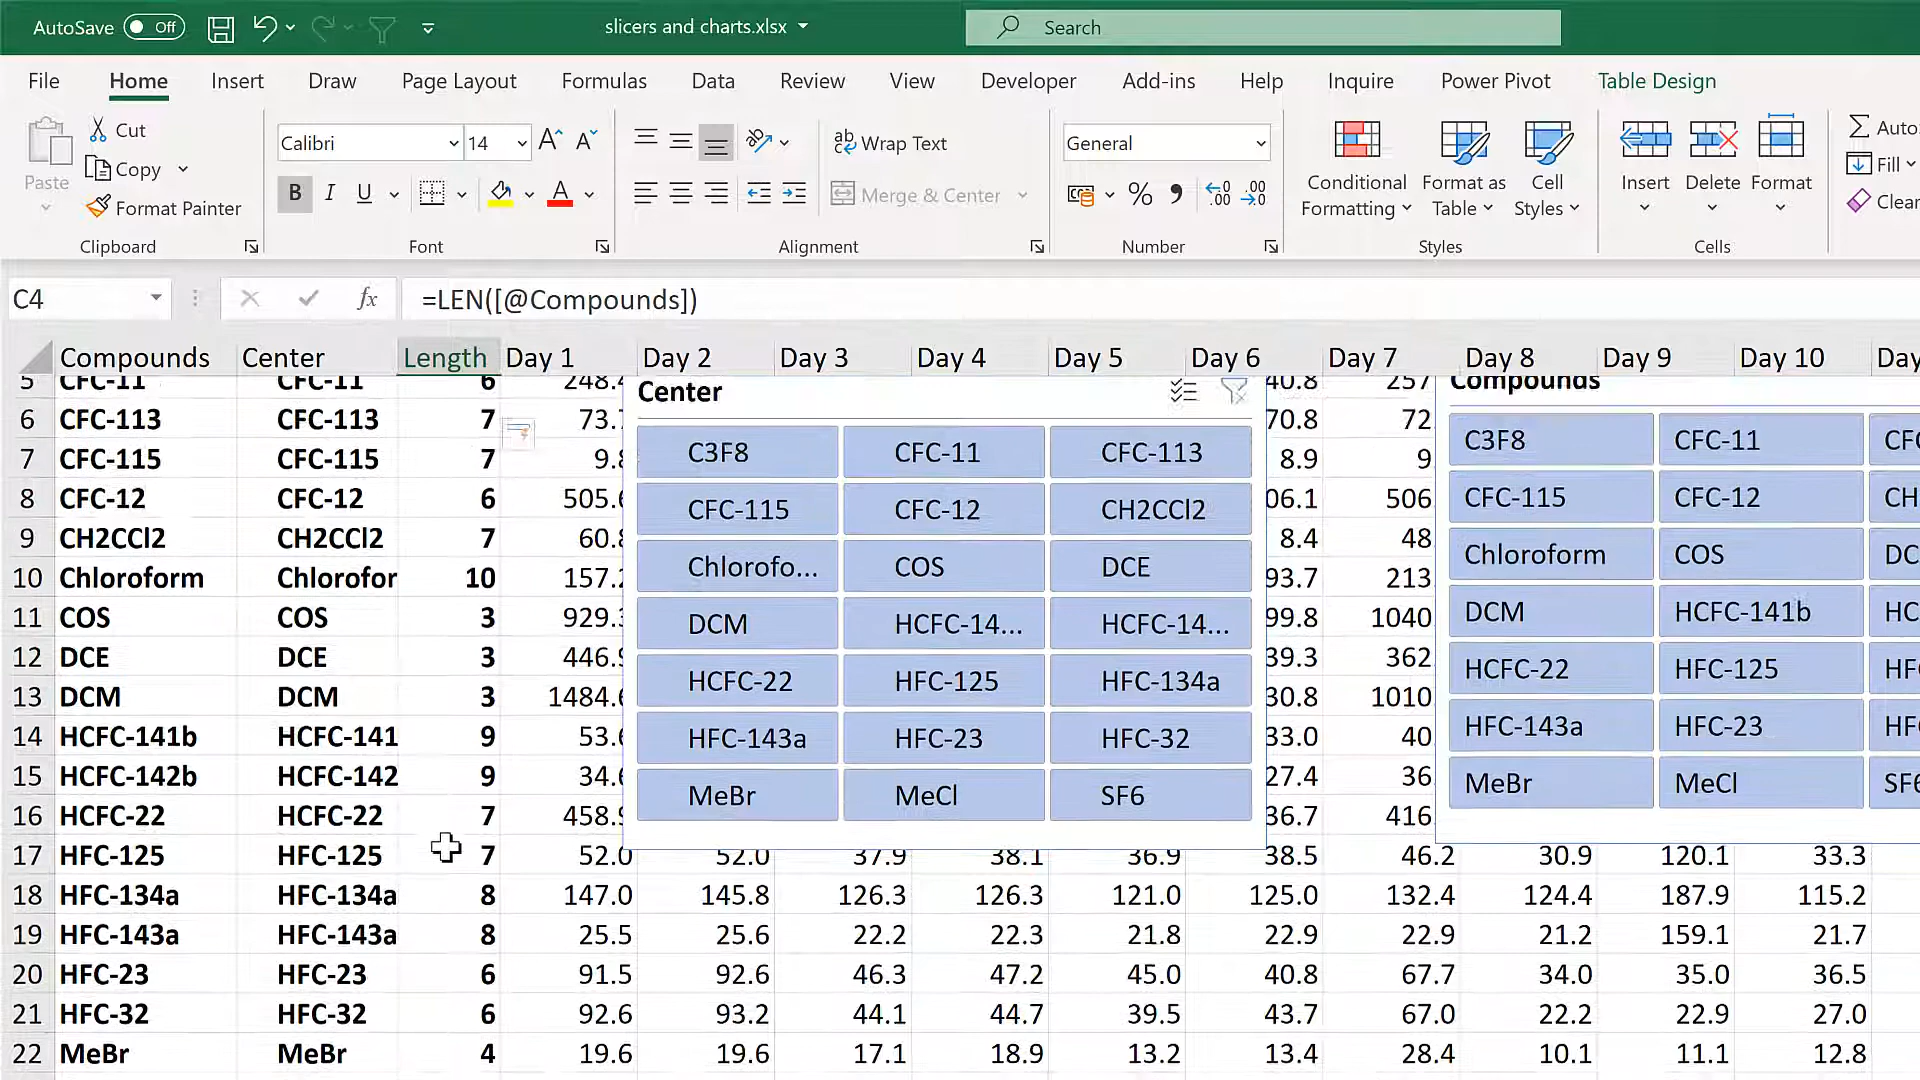 AutoSave Off slicers and charts.xlsx Search
File Home Insert Draw Page Layout Formulas Data Review View Developer Add-ins Help Inquire Power Pivot Table Design
Paste Cut Copy Format Painter Clipboard
Calibri 14 A A B I U A Font
ab Wrap Text Merge & Center Alignment
General % 9 .00 .00 Number
Conditional Formatting Format as Table Cell Styles Styles
Insert Delete Format Cells
Fill
C4 fx =LEN([@Compounds])
Compounds Center Length Day 1 Day 2 Day 3 Day 4 Day 5 Day 6 Day 7 Day 8 Day 9 Day 10 Day
5 CFC-11 CFC-11 6 248.4 40.8 257
6 CFC-113 CFC-113 7 73.7 70.8 72
7 CFC-115 CFC-115 7 9.8 8.9 9
8 CFC-12 CFC-12 6 505.6 06.1 506
9 CH2CCl2 CH2CCl2 7 60.8 8.4 48
10 Chloroform Chlorofor 10 157.2 93.7 213
11 COS COS 3 929.3 99.8 1040
12 DCE DCE 3 446.9 39.3 362
13 DCM DCM 3 1484.6 30.8 1010
14 HCFC-141b HCFC-141 9 53.6 33.0 40
15 HCFC-142b HCFC-142 9 34.6 27.4 36
16 HCFC-22 HCFC-22 7 458.9 36.7 416
17 HFC-125 HFC-125 7 52.0 52.0 37.9 38.1 36.9 38.5 46.2 30.9 120.1 33.3
18 HFC-134a HFC-134a 8 147.0 145.8 126.3 126.3 121.0 125.0 132.4 124.4 187.9 115.2
19 HFC-143a HFC-143a 8 25.5 25.6 22.2 22.3 21.8 22.9 22.9 21.2 159.1 21.7
20 HFC-23 HFC-23 6 91.5 92.6 46.3 47.2 45.0 40.8 67.7 34.0 35.0 36.5
21 HFC-32 HFC-32 6 92.6 93.2 44.1 44.7 39.5 43.7 67.0 22.2 22.9 27.0
22 MeBr MeBr 4 19.6 19.6 17.1 18.9 13.2 13.4 28.4 10.1 11.1 12.8
Center
C3F8 CFC-11 CFC-113
CFC-115 CFC-12 CH2CCl2
Chlorofo... COS DCE
DCM HCFC-14... HCFC-14...
HCFC-22 HFC-125 HFC-134a
HFC-143a HFC-23 HFC-32
MeBr MeCl SF6
Compounds
C3F8 CFC-11 CFC
CFC-115 CFC-12 CH
Chloroform COS DC
DCM HCFC-141b HC
HCFC-22 HFC-125 HF
HFC-143a HFC-23 HF
MeBr MeCl SF6